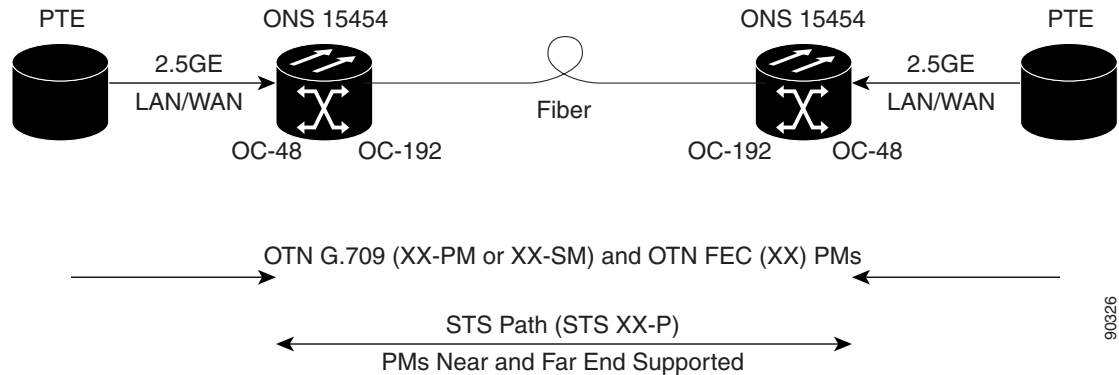 PTE
ONS 15454
ONS 15454
PTE
2.5GE
LAN/WAN
2.5GE
LAN/WAN
Fiber
OC-48
OC-192
OC-192
OC-48
OTN G.709 (XX-PM or XX-SM) and OTN FEC (XX) PMs
STS Path (STS XX-P)
PMs Near and Far End Supported
90326